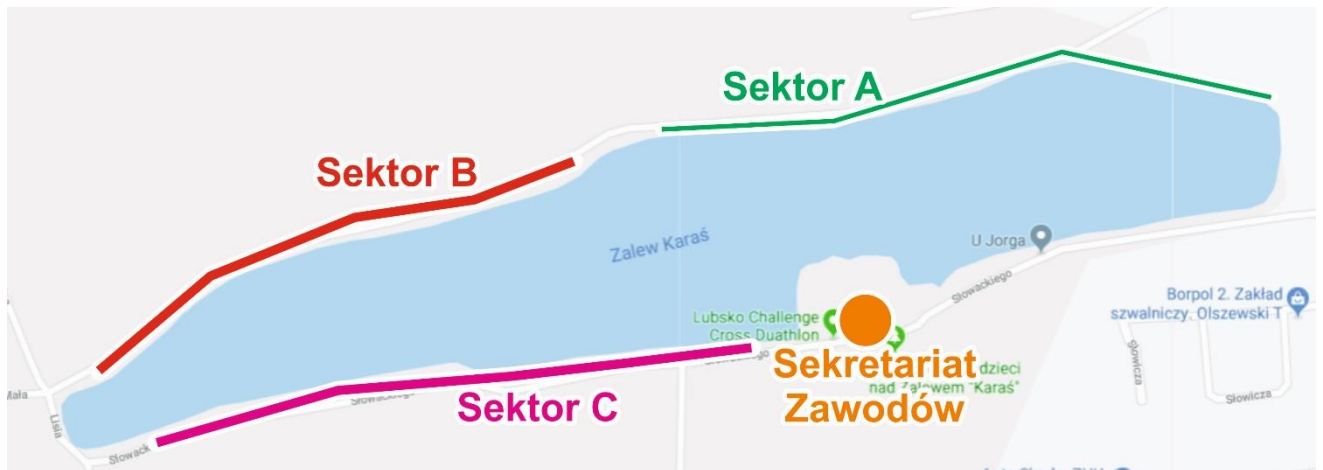 Sektor A
Sektor B
Zalew Karaś
U Jorga
Słowackiego
Borpol 2. Zakład
szwalniczy. Olszewski T
Lubsko Challenge
Cross Duathlon
Sekretariat
Zawodów
dzieci
nad Zalewem "Karaś"
Słowicza
Słowicza
Mała
Lisia
Słowack
Słowackiego
Sektor C